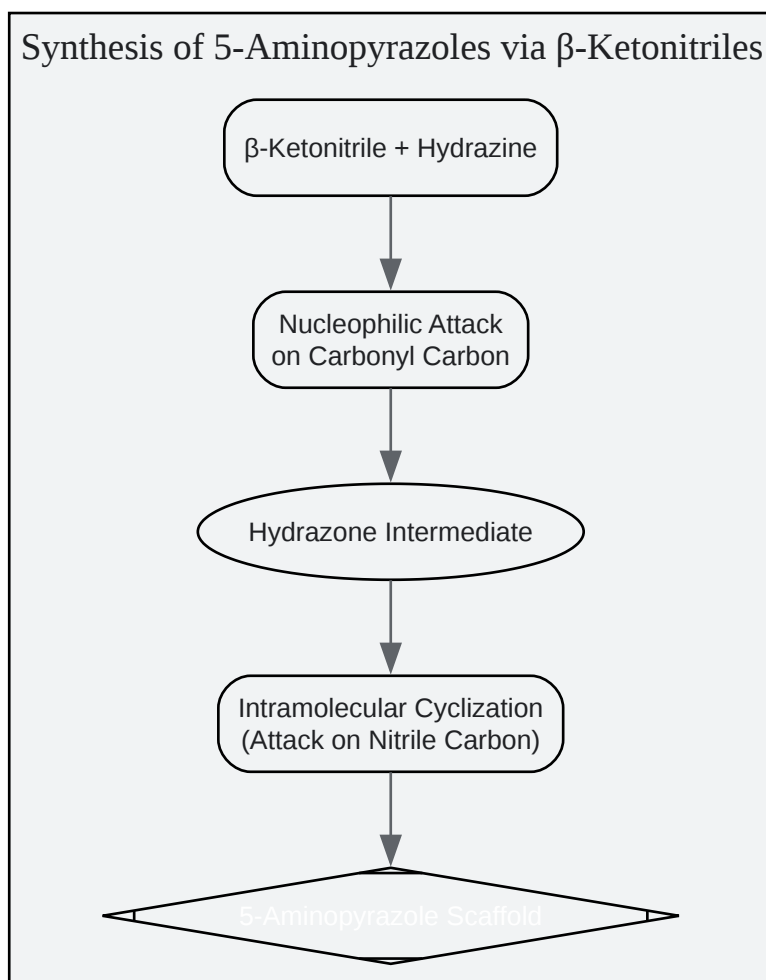 Synthesis of 5-Aminopyrazoles via β-Ketonitriles
β-Ketonitrile + Hydrazine
Nucleophilic Attack
on Carbonyl Carbon
Hydrazone Intermediate
Intramolecular Cyclization
(Attack on Nitrile Carbon)
5-Aminopyrazole Scaffold